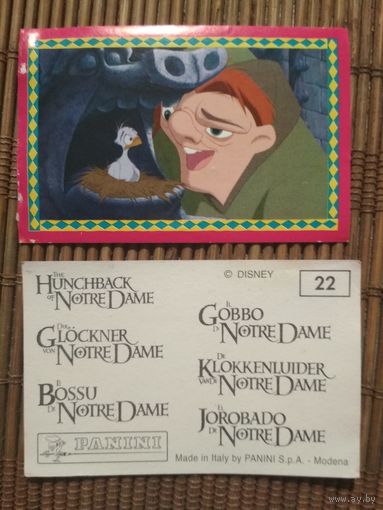 © DISNEY
22
THE
HUNCHBACK
OF NOTRE DAME
DER
GLÖCKNER
VON NOTRE DAME
LE
BOSSU
DE NOTRE DAME
IL
GOBBO
DI NOTRE DAME
DE
KLOKKENLUIDER
VAN DE NOTRE DAME
EL
JOROBADO
DE NOTRE DAME
PANINI
Made in Italy by PANINI S.p.A. - Modena
www.ay.by